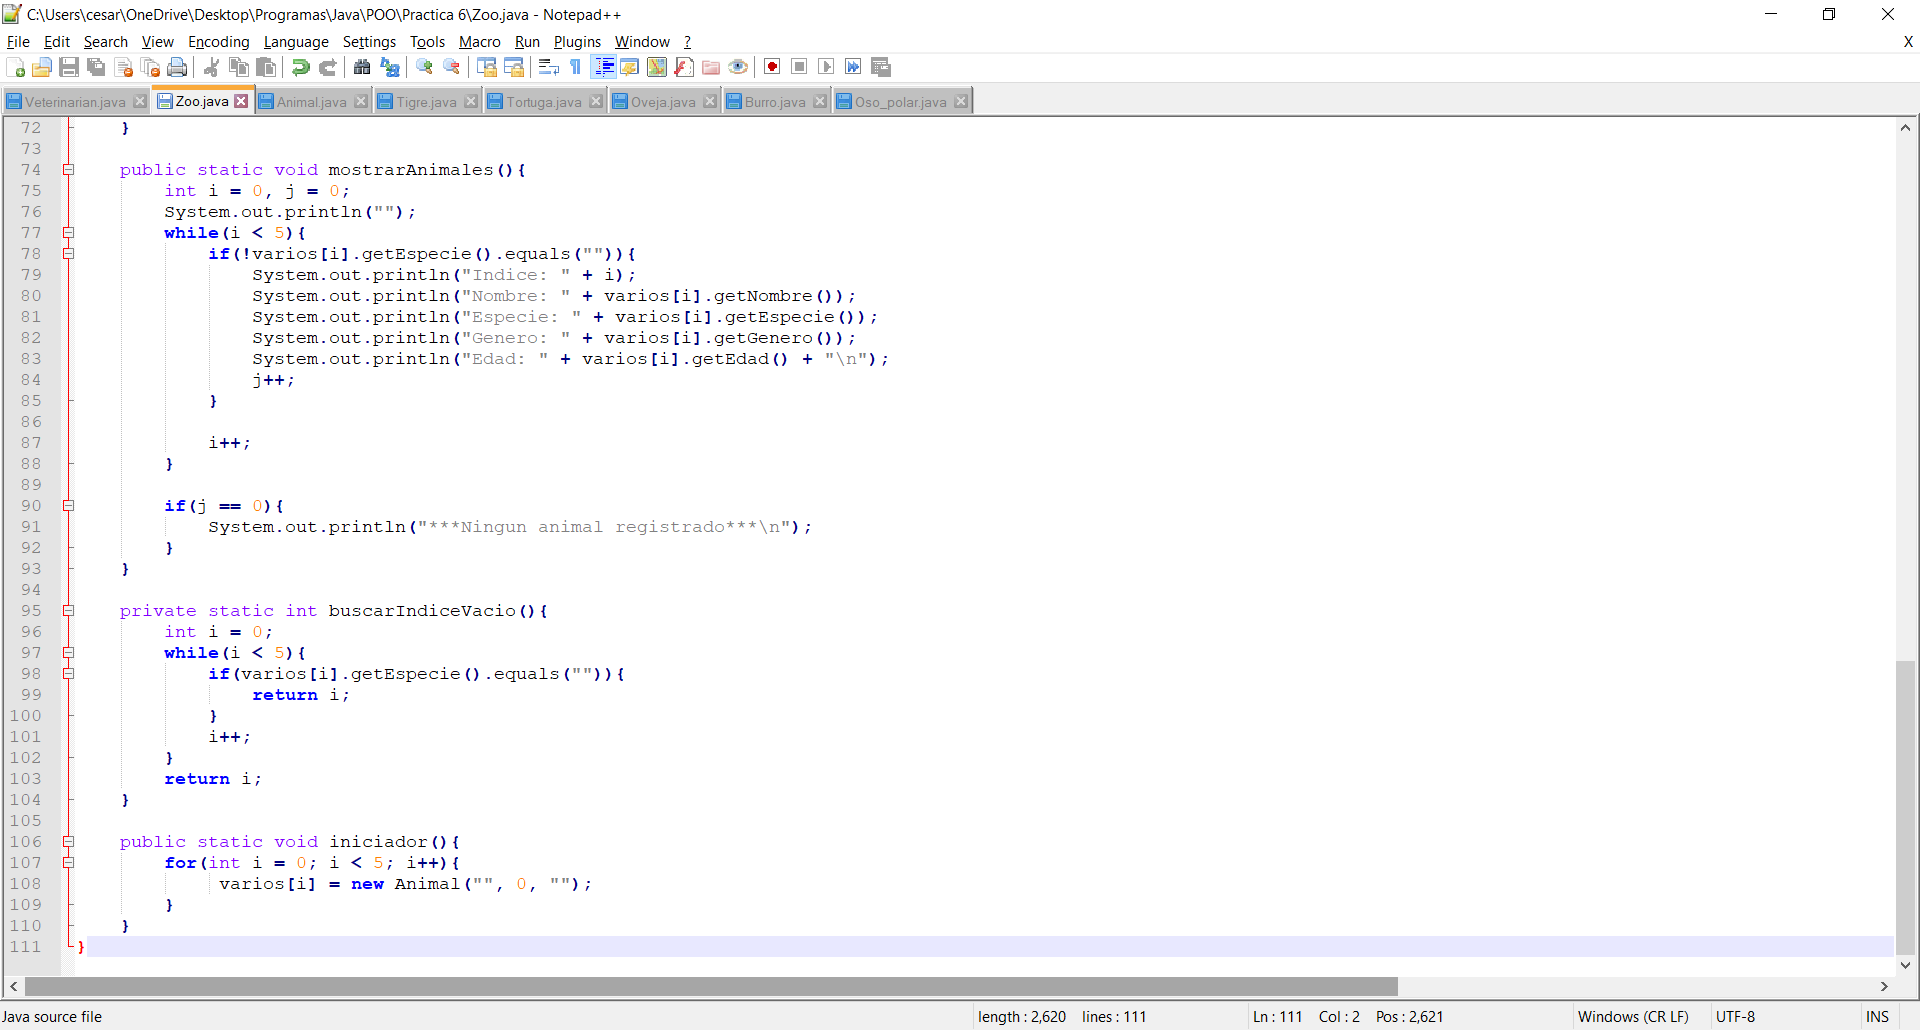 C:\Users\cesar\OneDrive\Desktop\Programas\Java\POO\Practica 6\Zoo.java - Notepad++
File Edit Search View Encoding Language Settings Tools Macro Run Plugins Window ? X
Veterinarian.java Zoo.java Animal.java Tigre.java Tortuga.java Oveja.java Burro.java Oso_polar.java
72     }
73
74     public static void mostrarAnimales(){
75         int i = 0, j = 0;
76         System.out.println("");
77         while(i < 5){
78             if(!varios[i].getEspecie().equals("")){
79                 System.out.println("Indice: " + i);
80                 System.out.println("Nombre: " + varios[i].getNombre());
81                 System.out.println("Especie: " + varios[i].getEspecie());
82                 System.out.println("Genero: " + varios[i].getGenero());
83                 System.out.println("Edad: " + varios[i].getEdad() + "\n");
84                 j++;
85             }
86
87             i++;
88         }
89
90         if(j == 0){
91             System.out.println("***Ningun animal registrado***\n");
92         }
93     }
94
95     private static int buscarIndiceVacio(){
96         int i = 0;
97         while(i < 5){
98             if(varios[i].getEspecie().equals("")){
99                 return i;
100             }
101             i++;
102         }
103         return i;
104     }
105
106     public static void iniciador(){
107         for(int i = 0; i < 5; i++){
108              varios[i] = new Animal("", 0, "");
109         }
110     }
111 }
Java source file length : 2,620 lines : 111 Ln : 111 Col : 2 Pos : 2,621 Windows (CR LF) UTF-8 INS